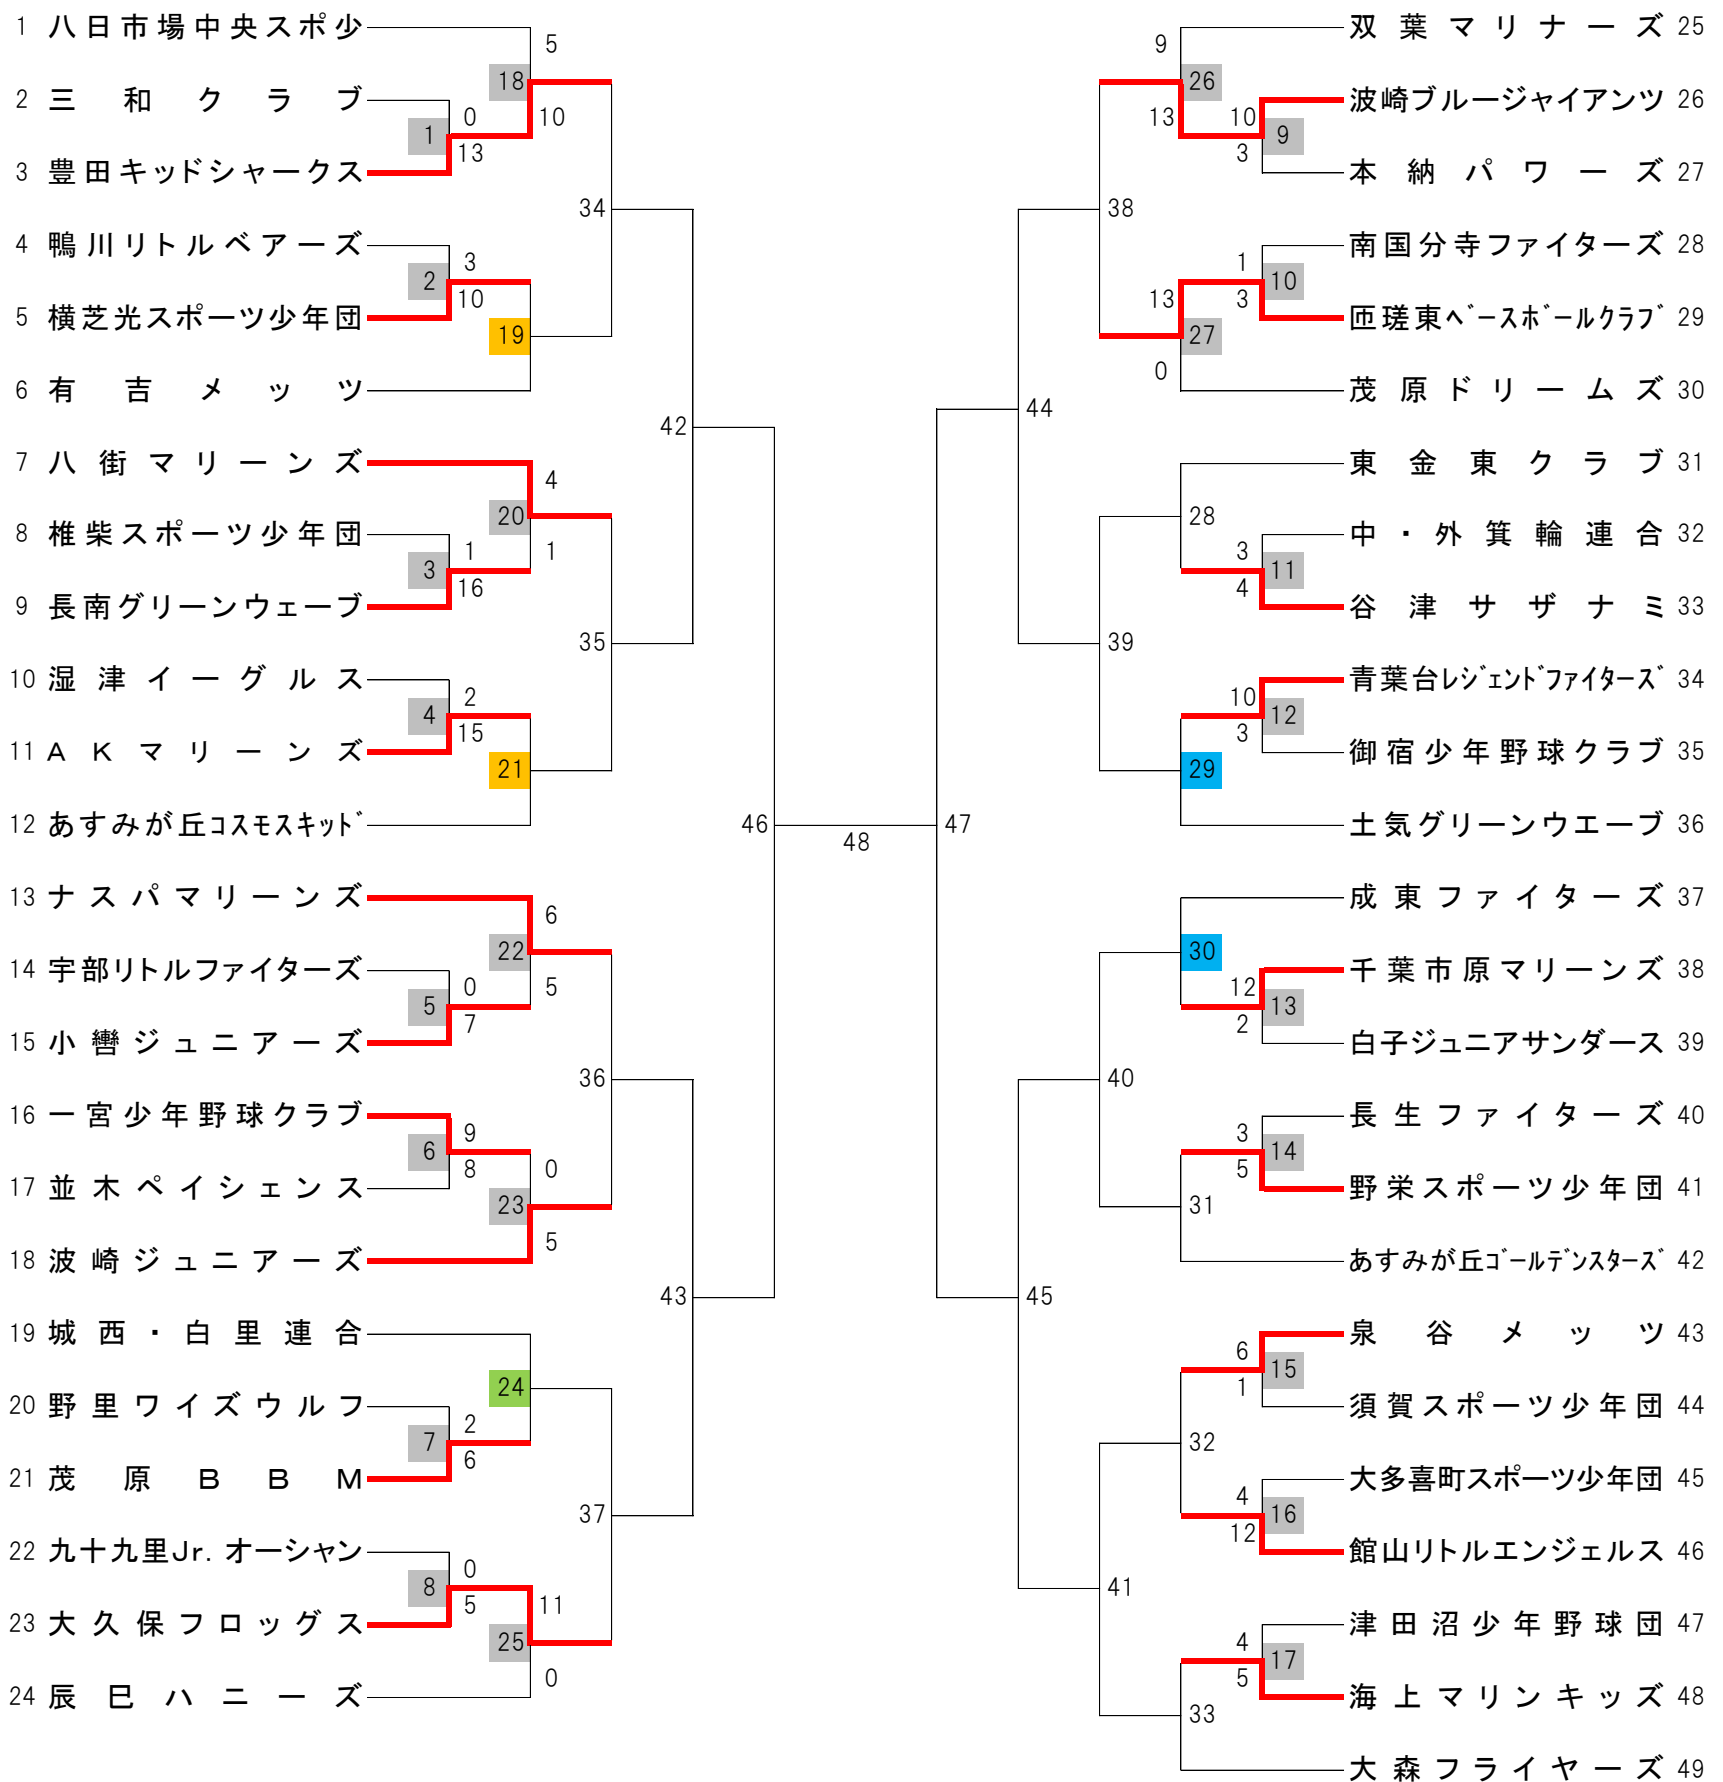 1 八日市場中央スポ少
5
18
2 三和クラブ
0
10
1
13
3 豊田キッドシャークス
34
4 鴨川リトルベアーズ
3
2
10
5 横芝光スポーツ少年団
19
6 有吉メッツ
42
7 八街マリーンズ
4
20
8 椎柴スポーツ少年団
1
1
3
16
9 長南グリーンウェーブ
35
10 湿津イーグルス
2
4
15
11 AKマリーンズ
21
12 あすみが丘コスモスキッド
46
48
13 ナスパマリーンズ
6
22
14 宇部リトルファイターズ
0
5
5
7
15 小轡ジュニアーズ
36
16 一宮少年野球クラブ
9
6
8
0
17 並木ペイシェンス
23
5
18 波崎ジュニアーズ
43
19 城西・白里連合
24
20 野里ワイズウルフ
2
7
6
21 茂原BBM
37
22 九十九里Jr.オーシャン
0
8
5
11
23 大久保フロッグス
25
0
24 辰巳ハニーズ
双葉マリナーズ 25
9
26
波崎ブルージャイアンツ 26
13
10
9
3
本納パワーズ 27
38
南国分寺ファイターズ 28
1
10
13
3
匝瑳東ベースボールクラブ 29
27
0
茂原ドリームズ 30
44
東金東クラブ 31
28
中・外箕輪連合 32
3
11
4
谷津サザナミ 33
39
青葉台レジェンドファイターズ 34
10
12
3
御宿少年野球クラブ 35
29
土気グリーンウエーブ 36
47
成東ファイターズ 37
30
千葉市原マリーンズ 38
12
13
2
白子ジュニアサンダース 39
40
長生ファイターズ 40
3
14
5
野栄スポーツ少年団 41
31
あすみが丘ゴールデンスターズ 42
45
泉谷メッツ 43
6
15
1
須賀スポーツ少年団 44
32
大多喜町スポーツ少年団 45
4
16
12
館山リトルエンジェルス 46
41
津田沼少年野球団 47
4
17
5
海上マリンキッズ 48
33
大森フライヤーズ 49